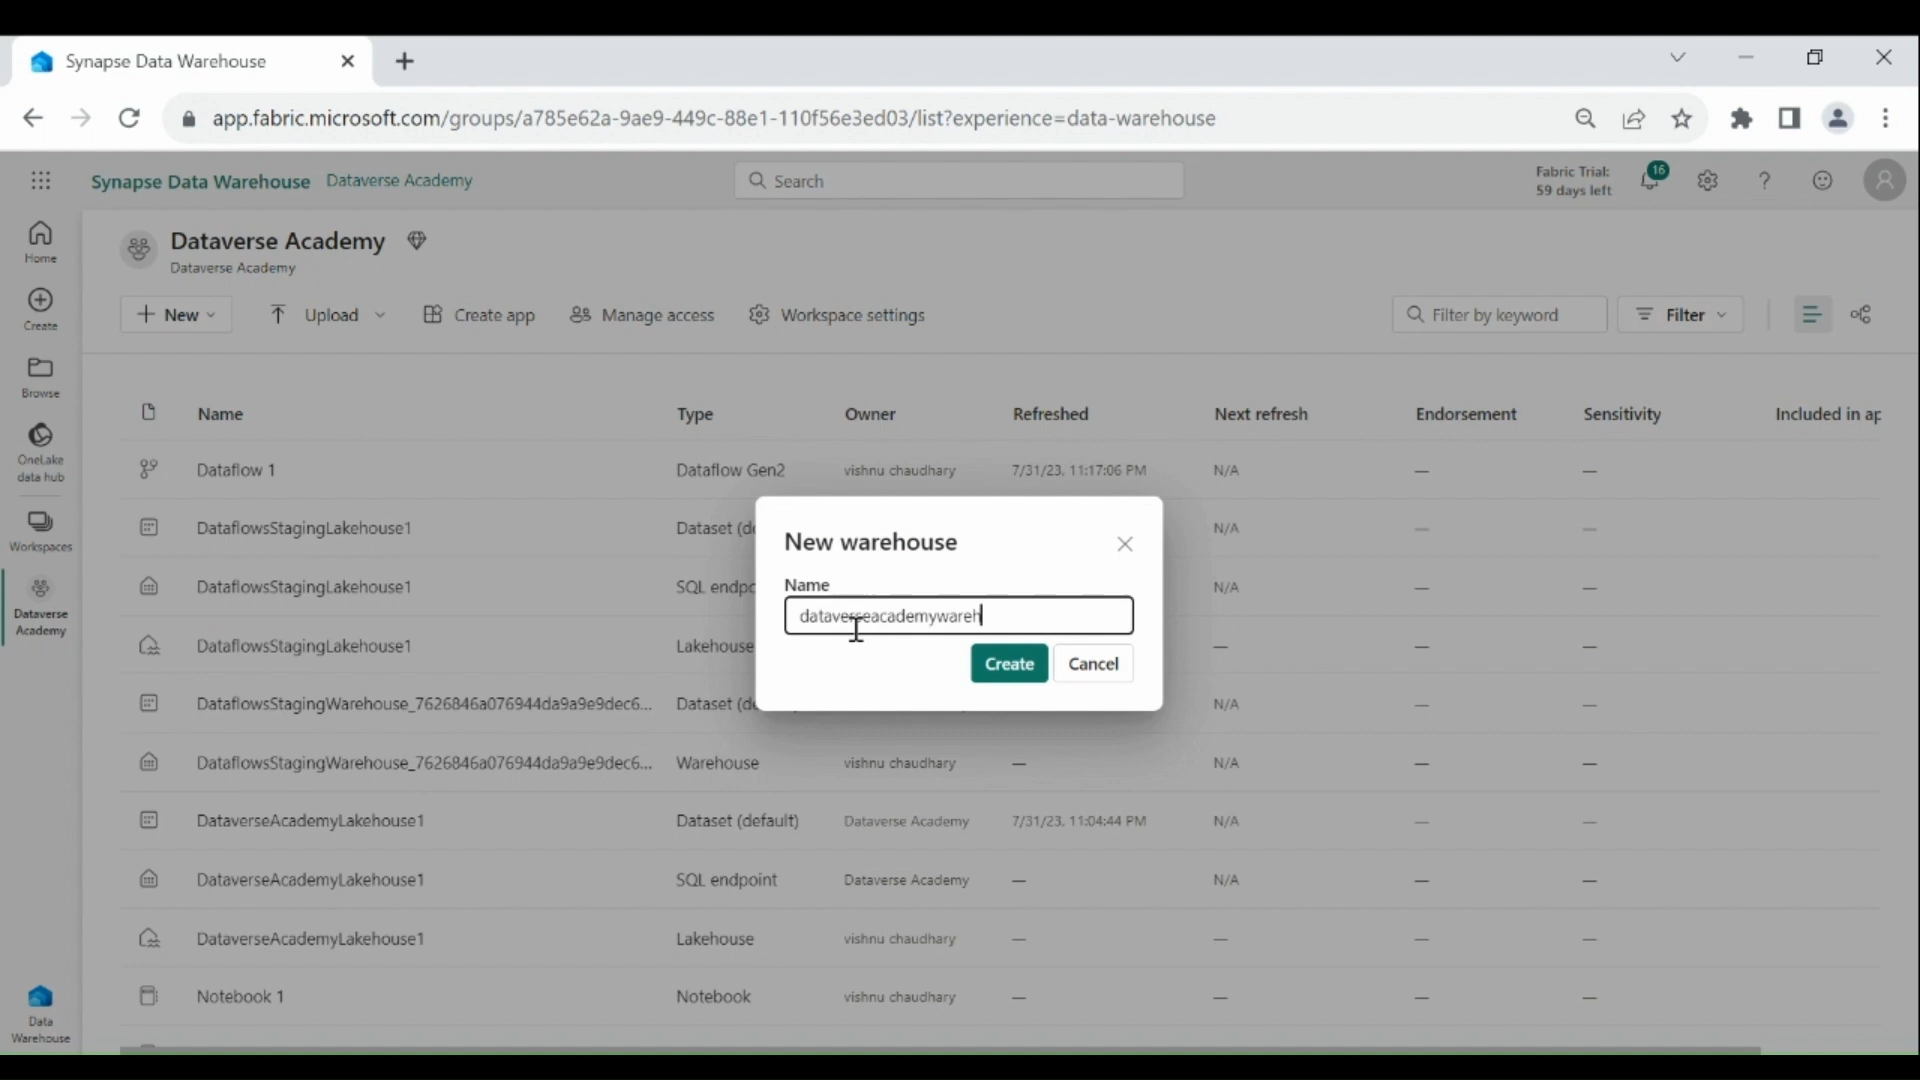 Synapse Data Warehouse
app.fabric.microsoft.com/groups/a785e62a-9ae9-449c-88e1-110f56e3ed03/list?experience=data-warehouse
Synapse Data Warehouse Dataverse Academy
Search
Fabric Trial:
59 days left
16
Home
Create
Browse
OneLake
data hub
Workspaces
Dataverse
Academy
Data
Warehouse
Dataverse Academy
Dataverse Academy
New Upload Create app Manage access Workspace settings
Filter by keyword Filter
Name Type Owner Refreshed Next refresh Endorsement Sensitivity Included in ap
Dataflow 1 Dataflow Gen2 vishnu chaudhary 7/31/23, 11:17:06 PM N/A — —
DataflowsStagingLakehouse1 Dataset (de N/A — —
DataflowsStagingLakehouse1 SQL endpo N/A — —
DataflowsStagingLakehouse1 Lakehouse — — —
DataflowsStagingWarehouse_7626846a076944da9a9e9dec6... Dataset (de N/A — —
DataflowsStagingWarehouse_7626846a076944da9a9e9dec6... Warehouse vishnu chaudhary — N/A — —
DataverseAcademyLakehouse1 Dataset (default) Dataverse Academy 7/31/23, 11:04:44 PM N/A — —
DataverseAcademyLakehouse1 SQL endpoint Dataverse Academy — N/A — —
DataverseAcademyLakehouse1 Lakehouse vishnu chaudhary — — — —
Notebook 1 Notebook vishnu chaudhary — — — —
New warehouse
Name
dataverseacademywareh
Create Cancel